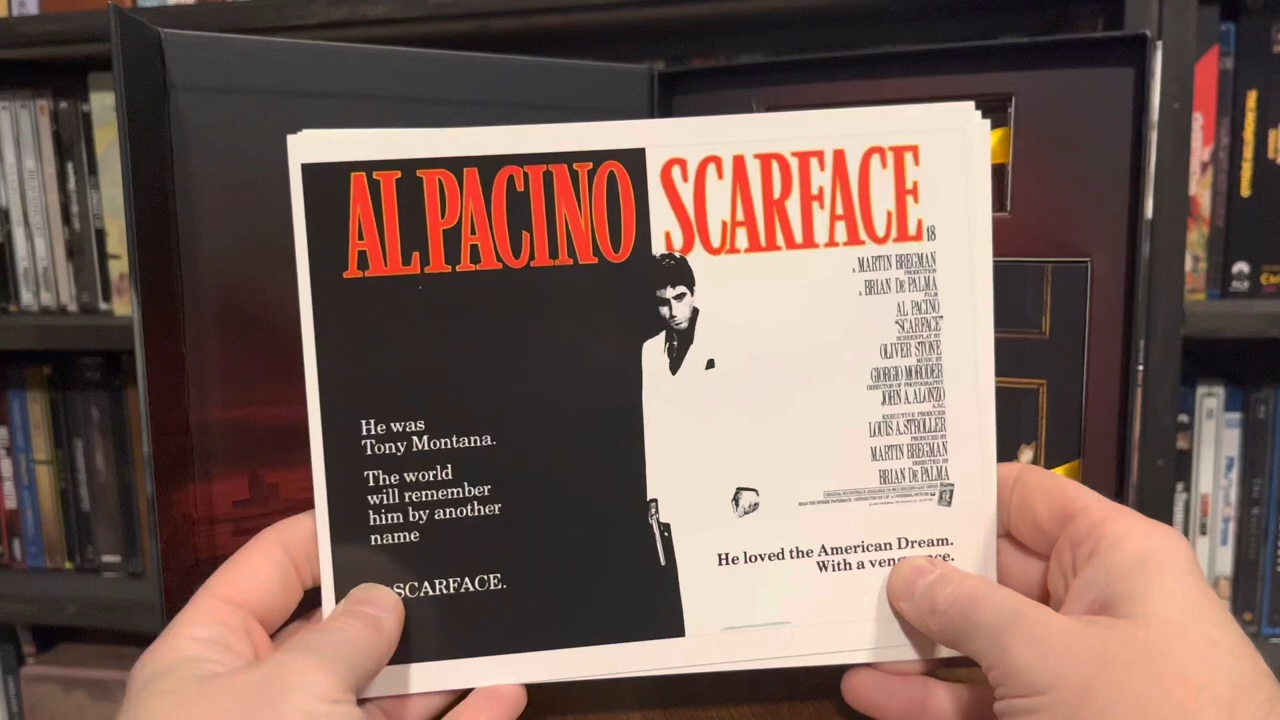 AL PACINO SCARFACE
18
A MARTIN BREGMAN
PRODUCTION
A BRIAN DE PALMA
FILM
AL PACINO
"SCARFACE"
SCREENPLAY BY
OLIVER STONE
MUSIC BY
GIORGIO MORODER
DIRECTOR OF PHOTOGRAPHY
JOHN A. ALONZO
A.S.C.
EXECUTIVE PRODUCER
LOUIS A. STROLLER
PRODUCED BY
MARTIN BREGMAN
DIRECTED BY
BRIAN DE PALMA
He was
Tony Montana.
The world
will remember
him by another
name
SCARFACE.
He loved the American Dream.
With a vengeance.